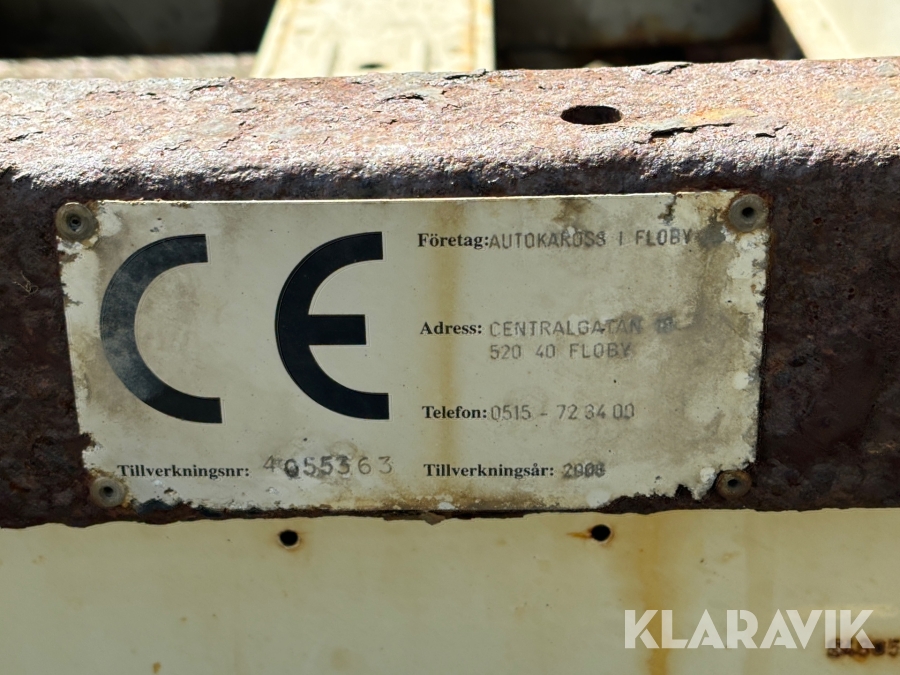 CE
Företag: AUTOKAROSS I FLOBY
Adress: CENTRALGATAN
520 40 FLOBY
Telefon: 0515 - 72 84 00
Tillverkningsnr: 4055363
Tillverkningsår:
KLARAVIK